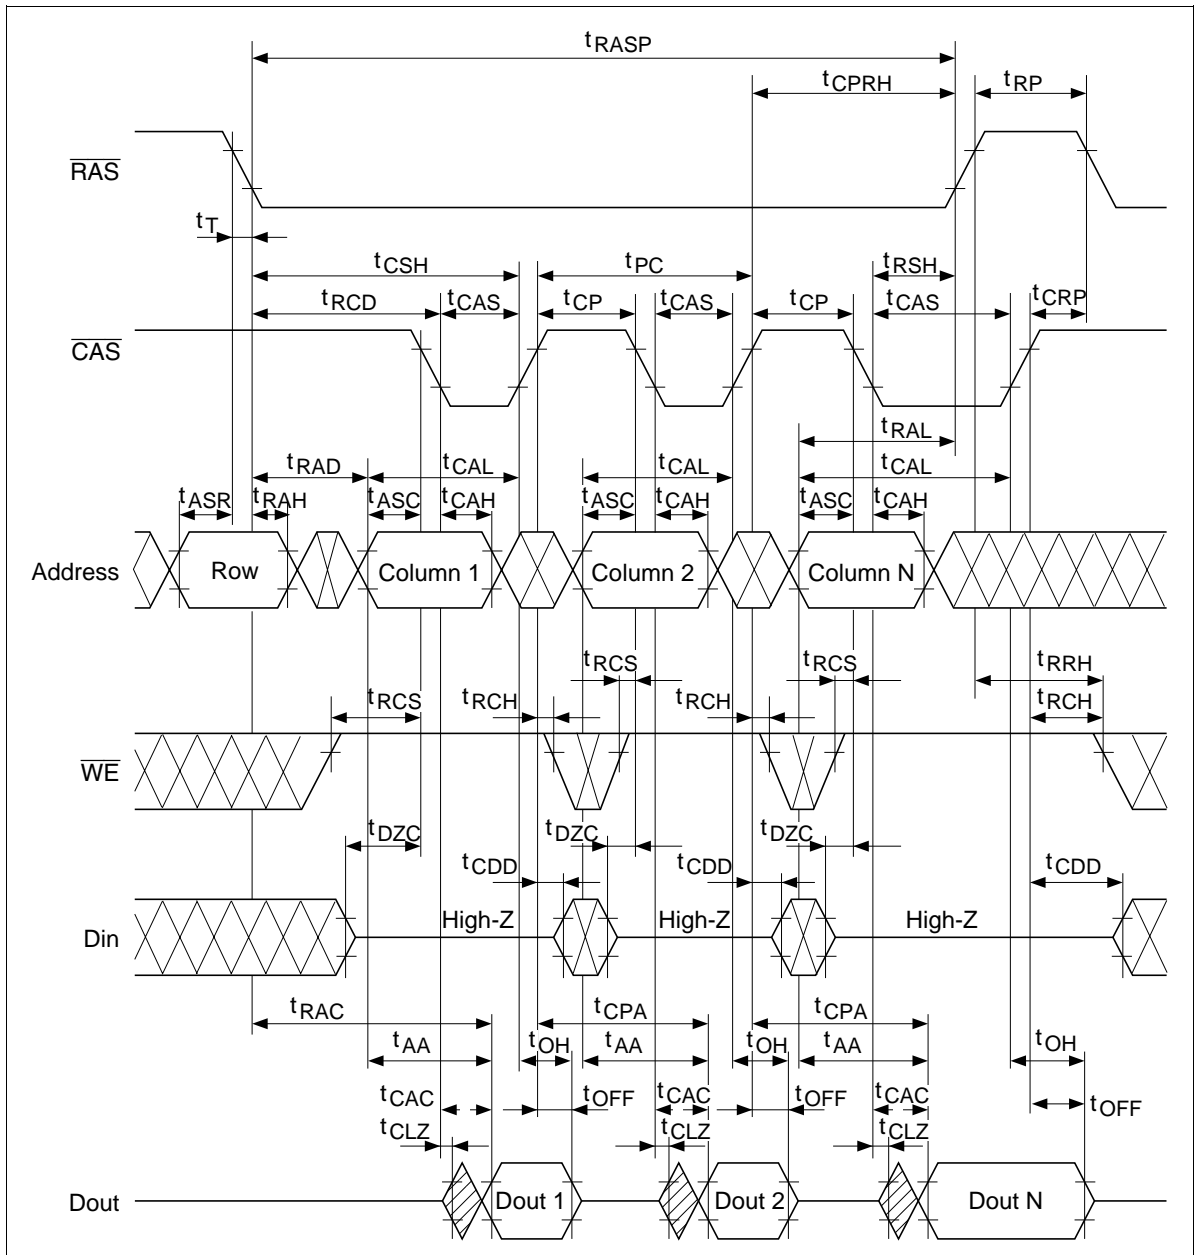 tRASP
tCPRH tRP
RAS
tT
tCSH tPC tRSH
tRCD tCAS tCP tCAS tCP tCAS tCRP
CAS
tRAL
tRAD tCAL tCAL tCAL
tASR tRAH tASC tCAH tASC tCAH tASC tCAH
Address Row Column 1 Column 2 Column N
tRCS tRCS tRRH
tRCS tRCH tRCH tRCH
WE
tDZC tDZC tDZC
tCDD tCDD tCDD
Din High-Z High-Z High-Z
tRAC tCPA tCPA
tAA tOH tAA tOH tAA tOH
tCAC tOFF tCAC tOFF tCAC tOFF
tCLZ tCLZ tCLZ
Dout Dout 1 Dout 2 Dout N